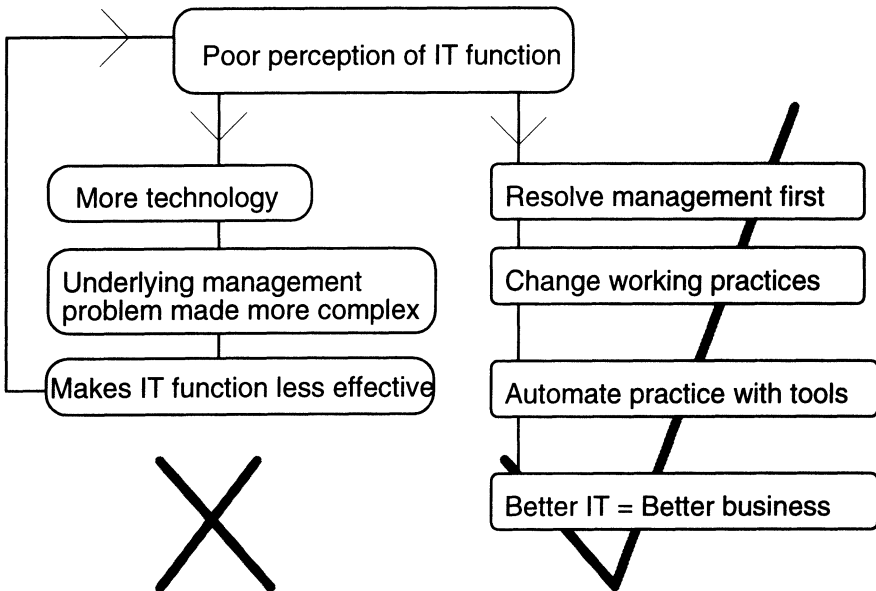 Poor perception of IT function
More technology
Underlying management
problem made more complex
Makes IT function less effective
Resolve management first
Change working practices
Automate practice with tools
Better IT = Better business